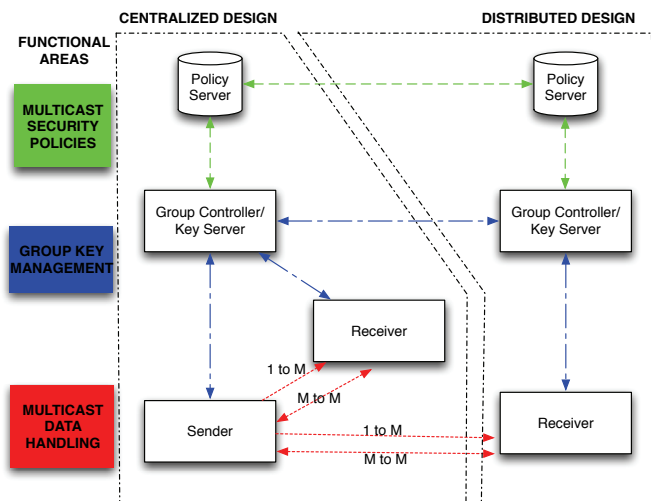 CENTRALIZED DESIGN
DISTRIBUTED DESIGN
FUNCTIONAL
AREAS
Policy
Server
Policy
Server
MULTICAST
SECURITY
POLICIES
Group Controller/
Key Server
Group Controller/
Key Server
GROUP KEY
MANAGEMENT
Receiver
1 to M
M to M
MULTICAST
DATA
HANDLING
Sender
1 to M
M to M
Receiver